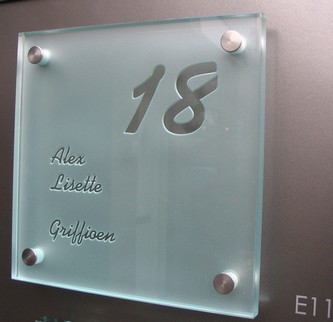 18
Alex
Lisette
Griffioen
E11